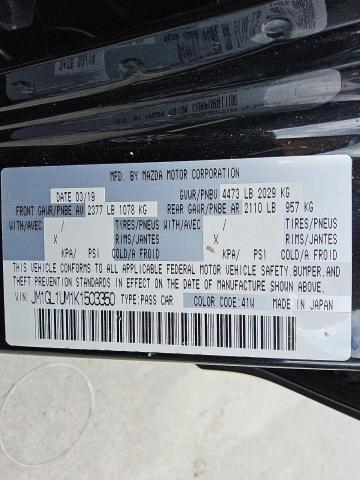 MFD. BY MAZDA MOTOR CORPORATION
DATE 03/19 GVWR/PNBV 4473 LB 2029 KG
FRONT GAWR/PNBE AV 2377 LB 1078 KG REAR GAWR/PNBE AR 2110 LB 957 KG
WITH/AVEC / TIRES/PNEUS WITH/AVEC / TIRES/PNEUS
X RIMS/JANTES X RIMS/JANTES
/ KPA/ PSI COLD/A FROID / KPA/ PSI COLD/A FROID
THIS VEHICLE CONFORMS TO ALL APPLICABLE FEDERAL MOTOR VEHICLE SAFETY, BUMPER, AND
THEFT PREVENTION STANDARDS IN EFFECT ON THE DATE OF MANUFACTURE SHOWN ABOVE.
VIN: JM1GL1UM1K1503350 TYPE:PASS CAR COLOR CODE: 41W MADE IN JAPAN